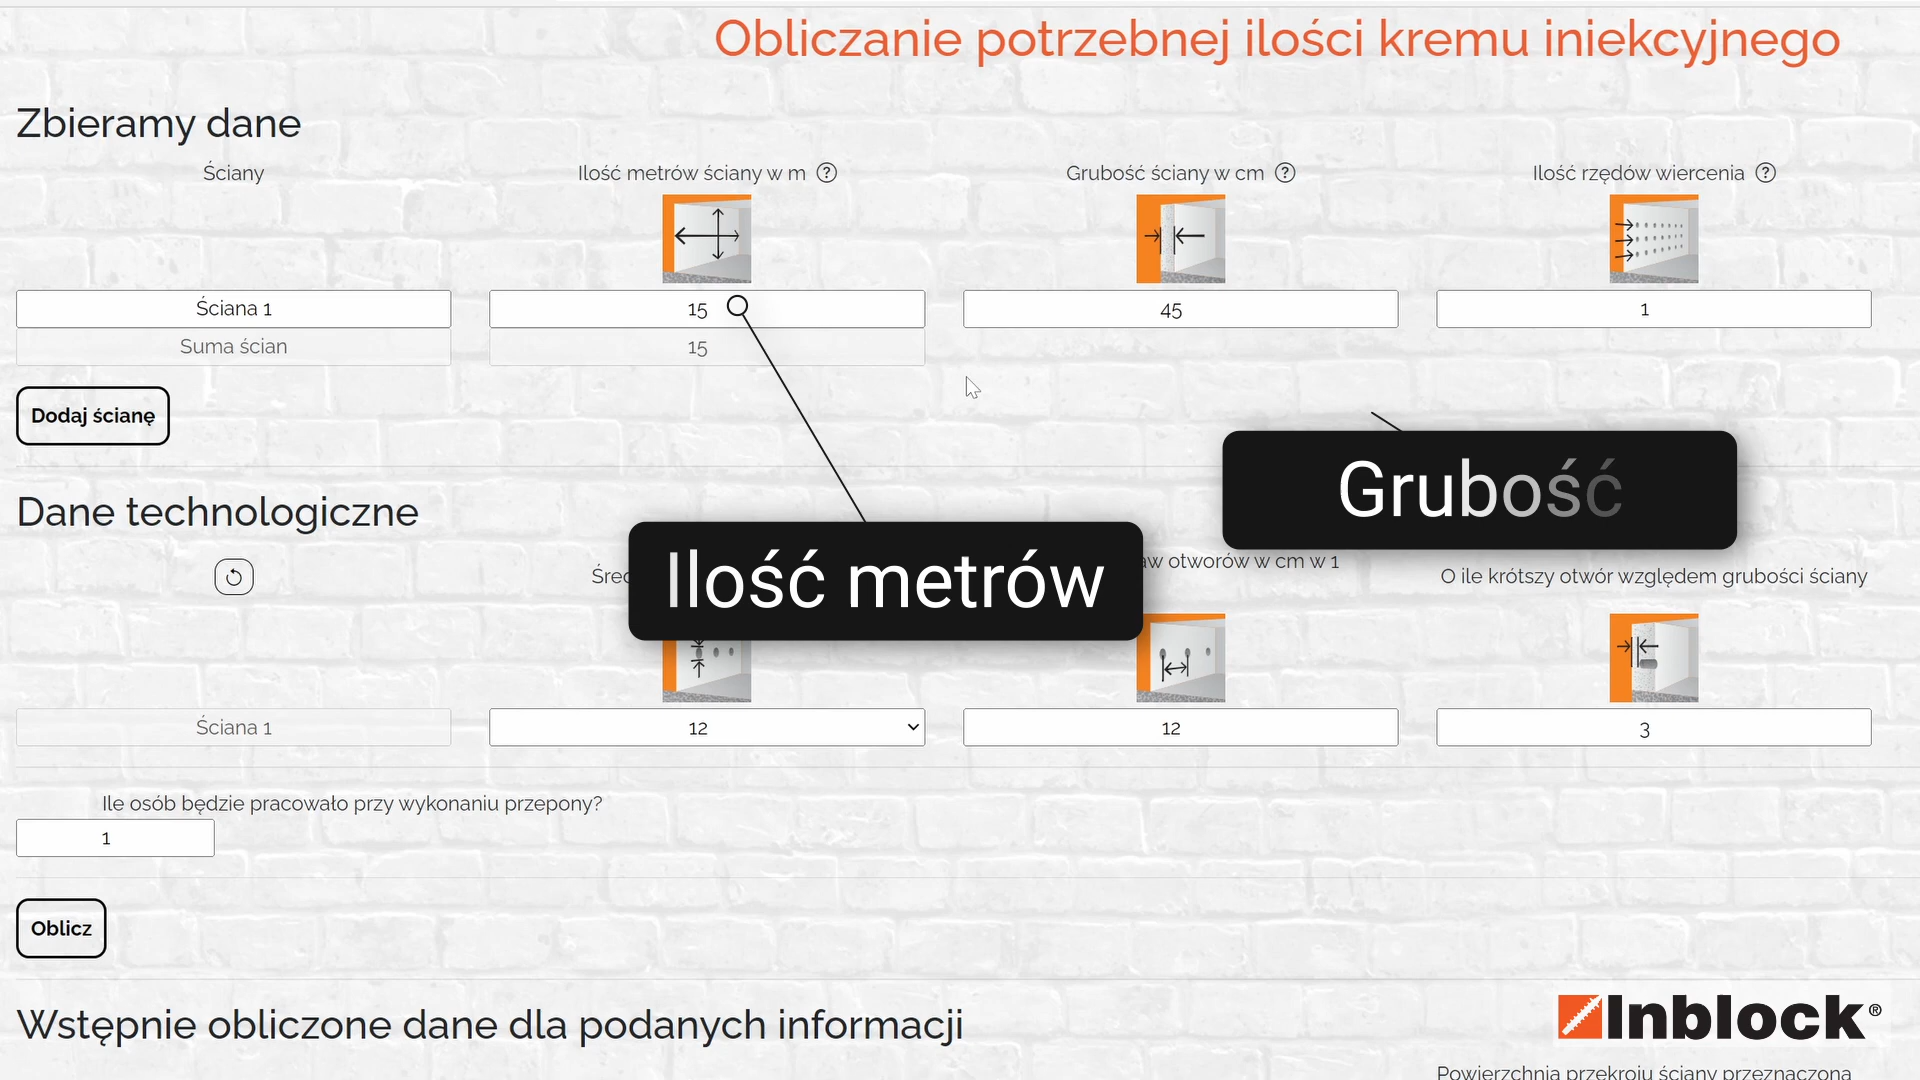 Obliczanie potrzebnej ilości kremu iniekcyjnego
Zbieramy dane
Ściany
Ilość metrów ściany w m ?
Grubość ściany w cm ?
Ilość rzędów wiercenia ?
Ściana 1
15
45
1
Suma ścian
15
Dodaj ścianę
Grubość
Dane technologiczne
Ilość metrów
otworów w cm w 1
O ile krótszy otwór względem grubości ściany
Ściana 1
12
12
3
Ile osób będzie pracowało przy wykonaniu przepony?
1
Oblicz
Wstępnie obliczone dane dla podanych informacji
Inblock®
Powierzchnia przekroju ściany przeznaczona